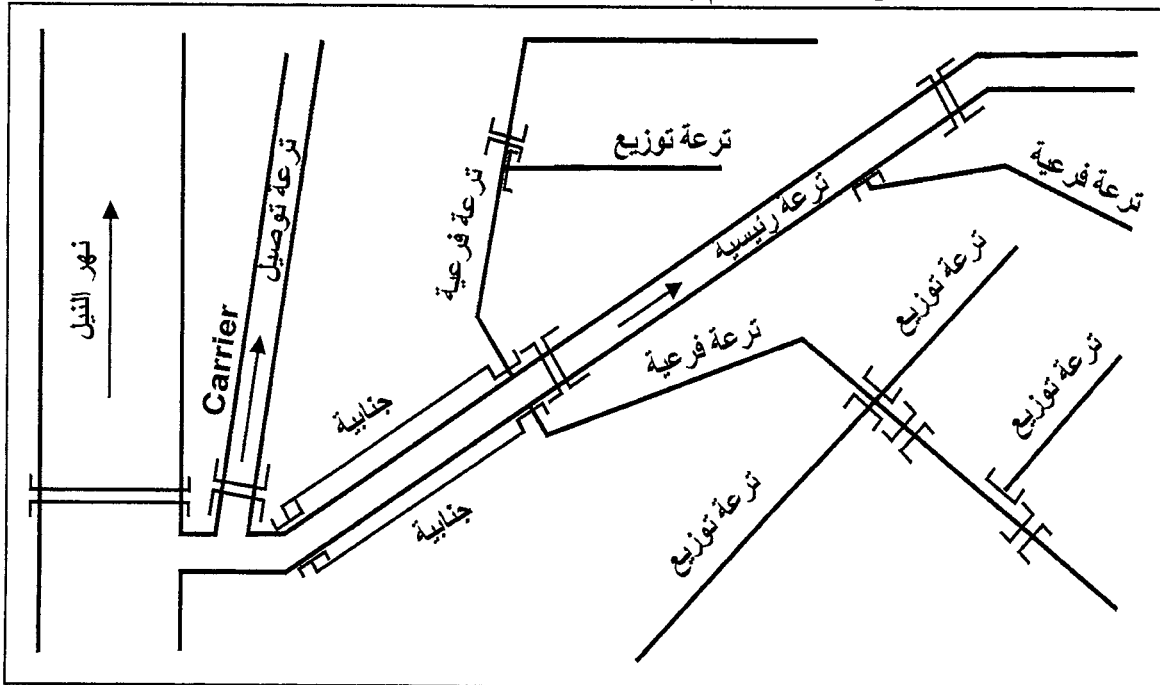 ترعة توزيع
ترعة فرعية
ترعة رئيسية
ترعة فرعية
ترعة توصيل
نهر النيل
Carrier
ترعة توزيع
ترعة فرعية
ترعة توزيع
جنابية
جنابية
ترعة توزيع